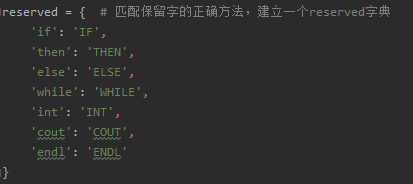 reserved = {  # 匹配保留字的正确方法，建立一个reserved字典
    'if': 'IF',
    'then': 'THEN',
    'else': 'ELSE',
    'while': 'WHILE',
    'int': 'INT',
    'cout': 'COUT',
    'endl': 'ENDL'
}